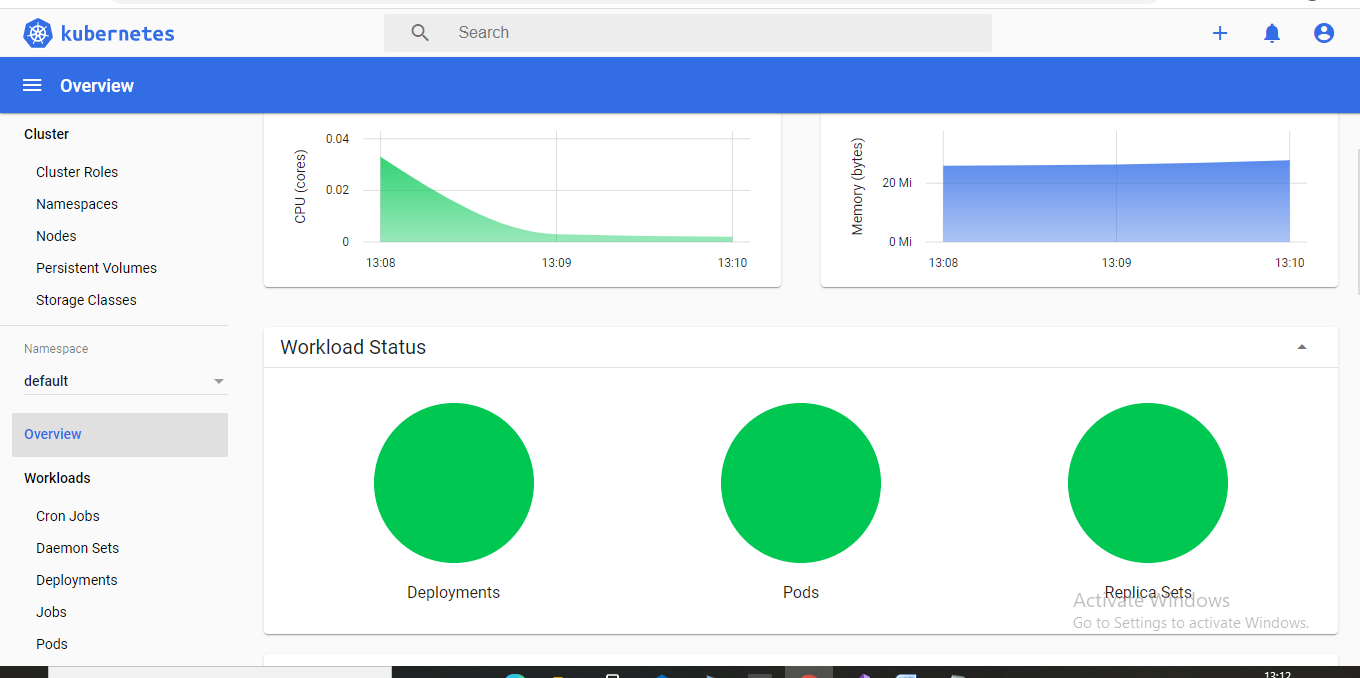 kubernetes
Search
Overview
Cluster
Cluster Roles
Namespaces
Nodes
Persistent Volumes
Storage Classes
Namespace
default
Overview
Workloads
Cron Jobs
Daemon Sets
Deployments
Jobs
Pods
CPU (cores)
0.04
0.02
0
13:08 13:09 13:10
Memory (bytes)
20 Mi
0 Mi
13:08 13:09 13:10
Workload Status
Deployments Pods Replica Sets
Activate Windows
Go to Settings to activate Windows.
13:12